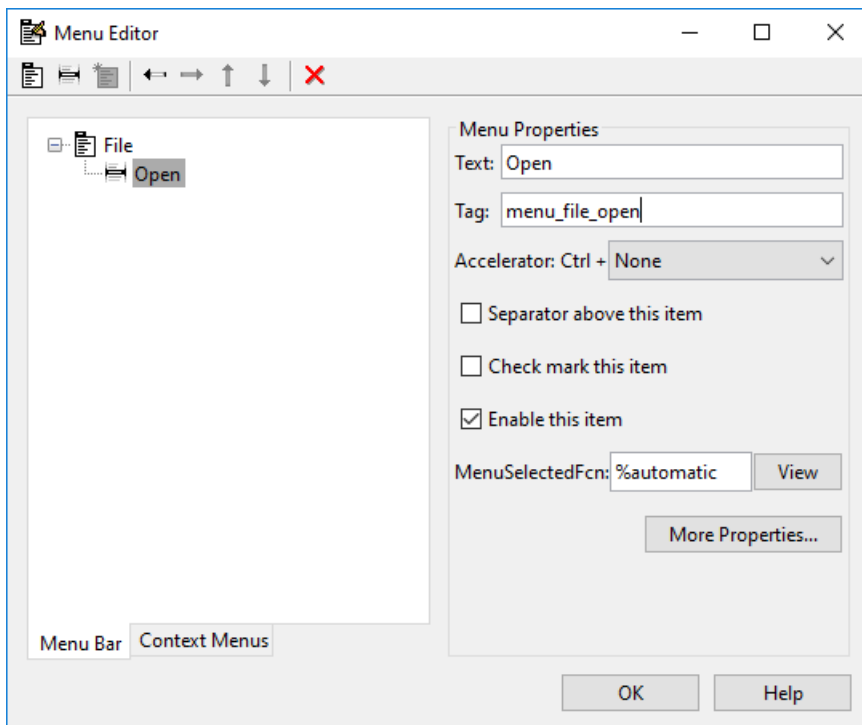 Menu Editor
File
Open
Menu Properties
Text: Open
Tag: menu_file_open
Accelerator: Ctrl + None
Separator above this item
Check mark this item
Enable this item
MenuSelectedFcn: %automatic View
More Properties...
Menu Bar Context Menus
OK Help